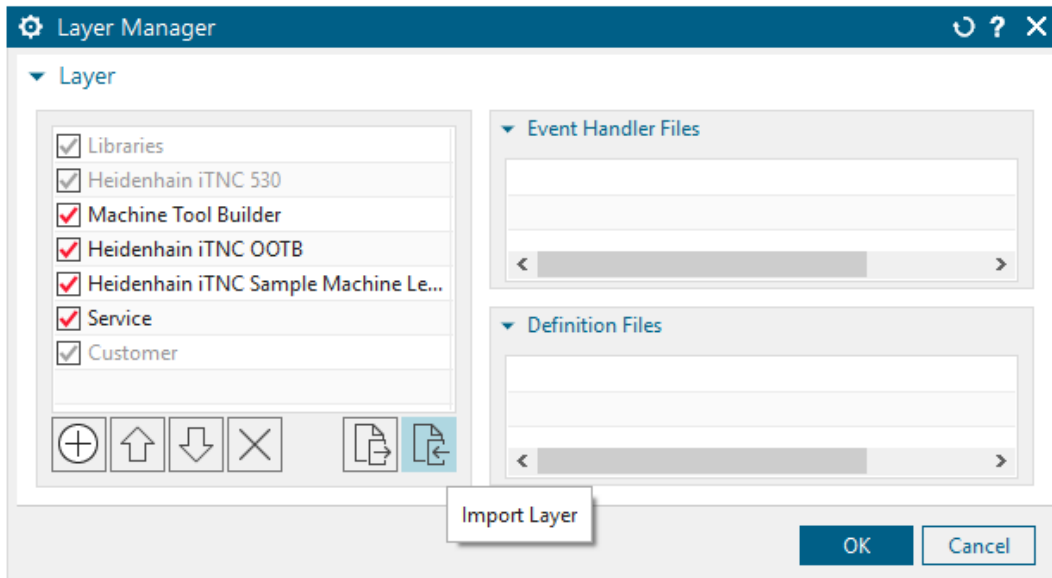 Layer Manager
Layer
Libraries
Heidenhain iTNC 530
Machine Tool Builder
Heidenhain iTNC OOTB
Heidenhain iTNC Sample Machine Le...
Service
Customer
Event Handler Files
Definition Files
Import Layer
OK
Cancel